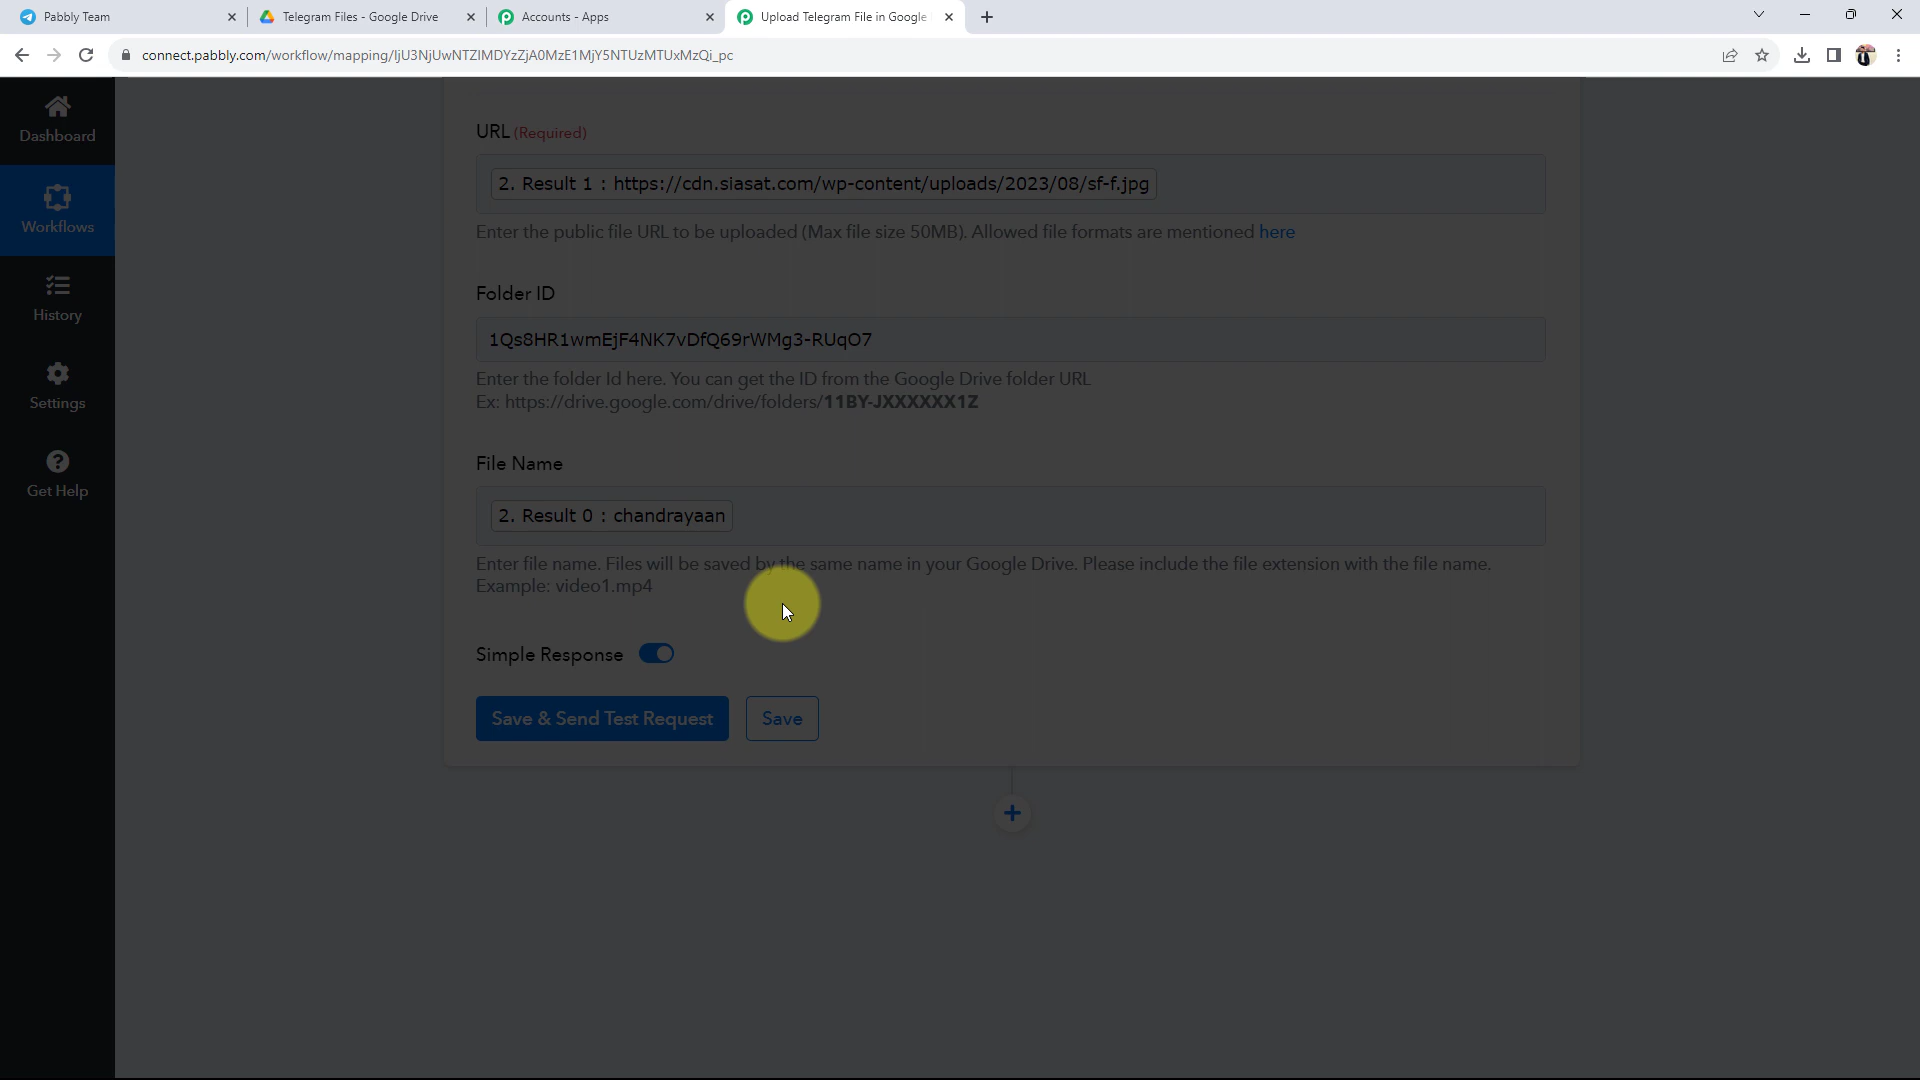 Pabbly Team
Telegram Files - Google Drive
Accounts - Apps
Upload Telegram File in Google
connect.pabbly.com/workflow/mapping/IjU3NjUwNTZlMDYzZjA0MzE1MjY5NTUzMTUxMzQi_pc
Dashboard
Workflows
History
Settings
Get Help
URL (Required)
2. Result 1 : https://cdn.siasat.com/wp-content/uploads/2023/08/sf-f.jpg
Enter the public file URL to be uploaded (Max file size 50MB). Allowed file formats are mentioned here
Folder ID
1Qs8HR1wmEjF4NK7vDfQ69rWMg3-RUqO7
Enter the folder Id here. You can get the ID from the Google Drive folder URL
Ex: https://drive.google.com/drive/folders/11BY-JXXXXXX1Z
File Name
2. Result 0 : chandrayaan
Enter file name. Files will be saved by the same name in your Google Drive. Please include the file extension with the file name.
Example: video1.mp4
Simple Response
Save & Send Test Request
Save